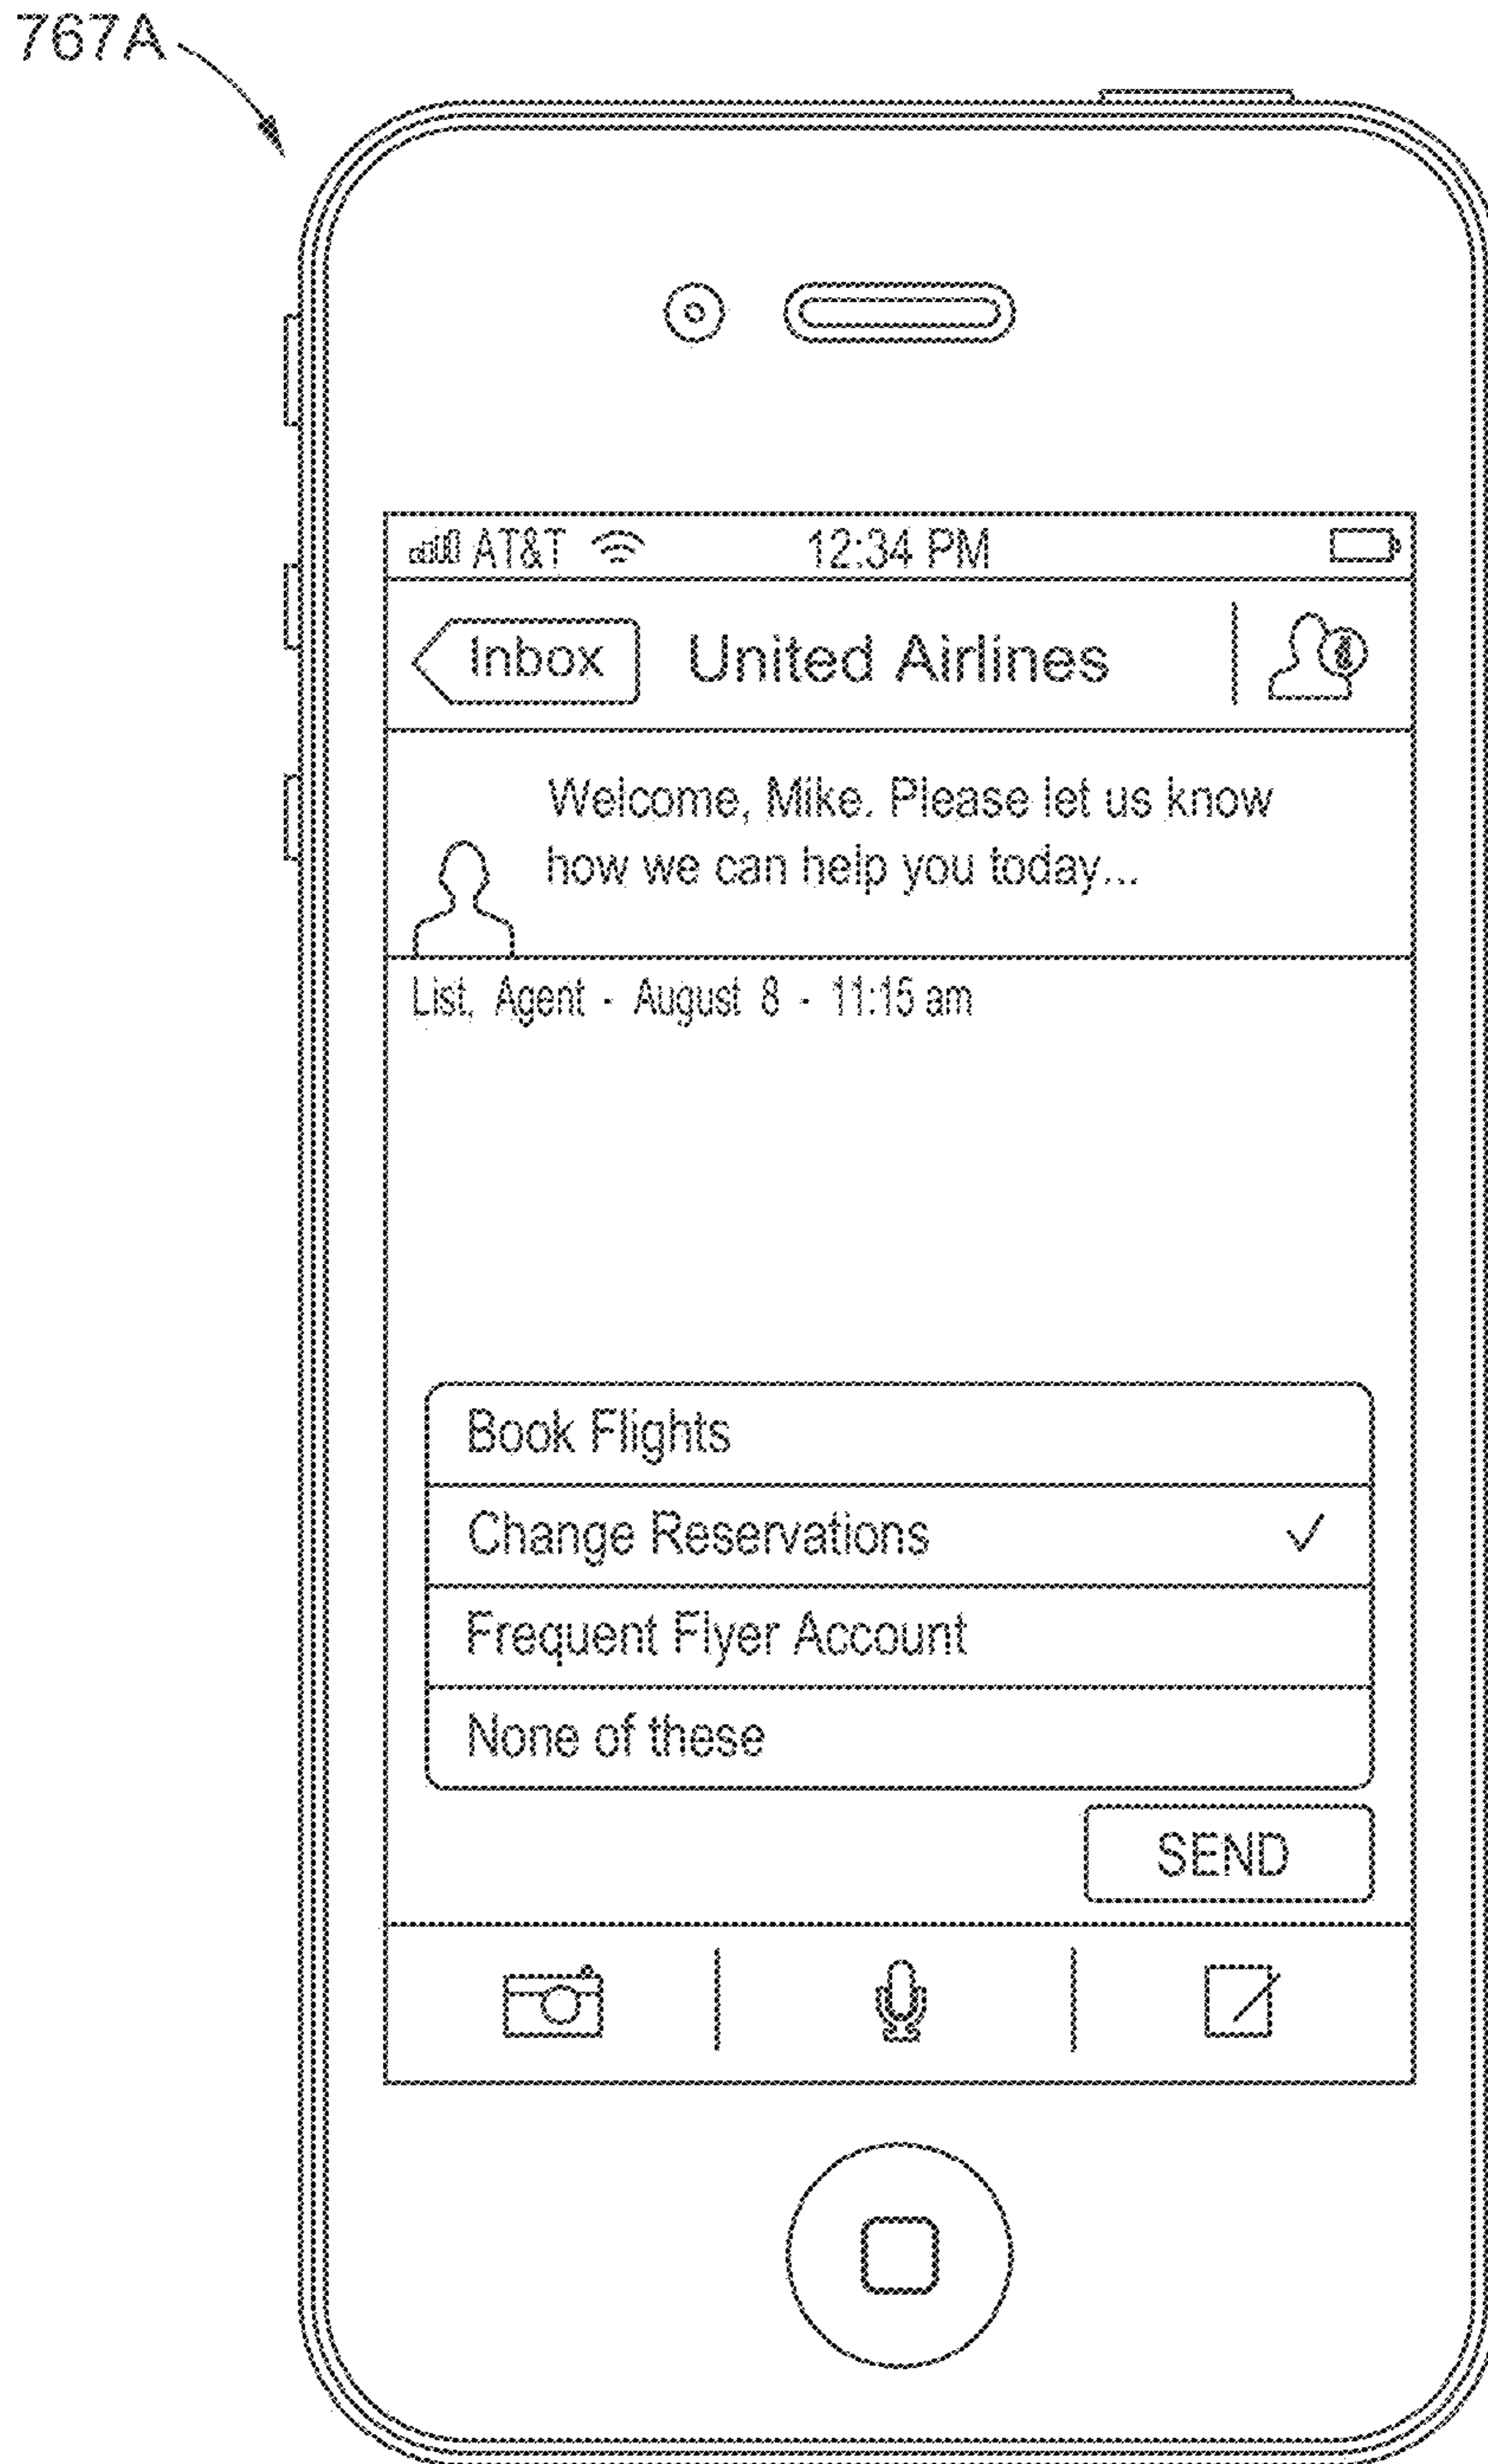 767A
AT&T 12:34 PM
Inbox United Airlines
Welcome, Mike. Please let us know
how we can help you today...
List, Agent - August 8 - 11:15 am
Book Flights
Change Reservations
Frequent Flyer Account
None of these
SEND